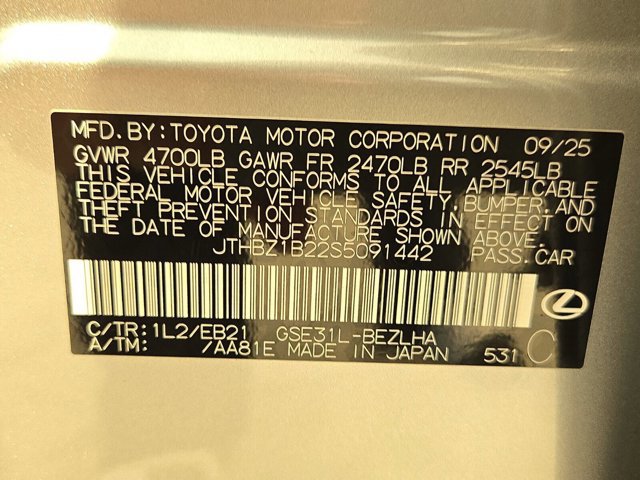 MFD. BY: TOYOTA MOTOR CORPORATION 09/25
GVWR 4700LB GAWR FR 2470LB RR 2545LB
THIS VEHICLE CONFORMS TO ALL APPLICABLE
FEDERAL MOTOR VEHICLE SAFETY, BUMPER, AND
THEFT PREVENTION STANDARDS IN EFFECT ON
THE DATE OF MANUFACTURE SHOWN ABOVE.
JTHBZ1B22S5091442 PASS. CAR
C/TR: 1L2/EB21 GSE31L-BEZLHA
A/TM: /AA81E MADE IN JAPAN 531 C